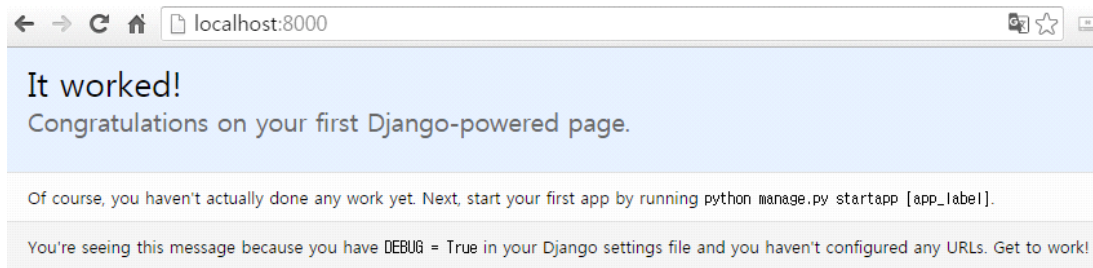 localhost:8000
It worked!
Congratulations on your first Django-powered page.
Of course, you haven't actually done any work yet. Next, start your first app by running python manage.py startapp [app_label].
You're seeing this message because you have DEBUG = True in your Django settings file and you haven't configured any URLs. Get to work!